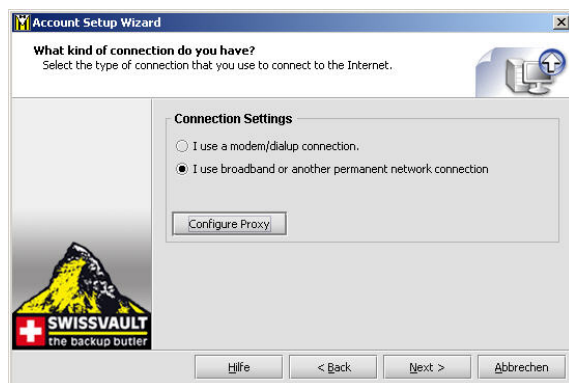 Account Setup Wizard
What kind of connection do you have?
Select the type of connection that you use to connect to the Internet.
Connection Settings
I use a modem/dialup connection.
I use broadband or another permanent network connection
Configure Proxy
SWISSVAULT
the backup butler
Hilfe
< Back
Next >
Abbrechen